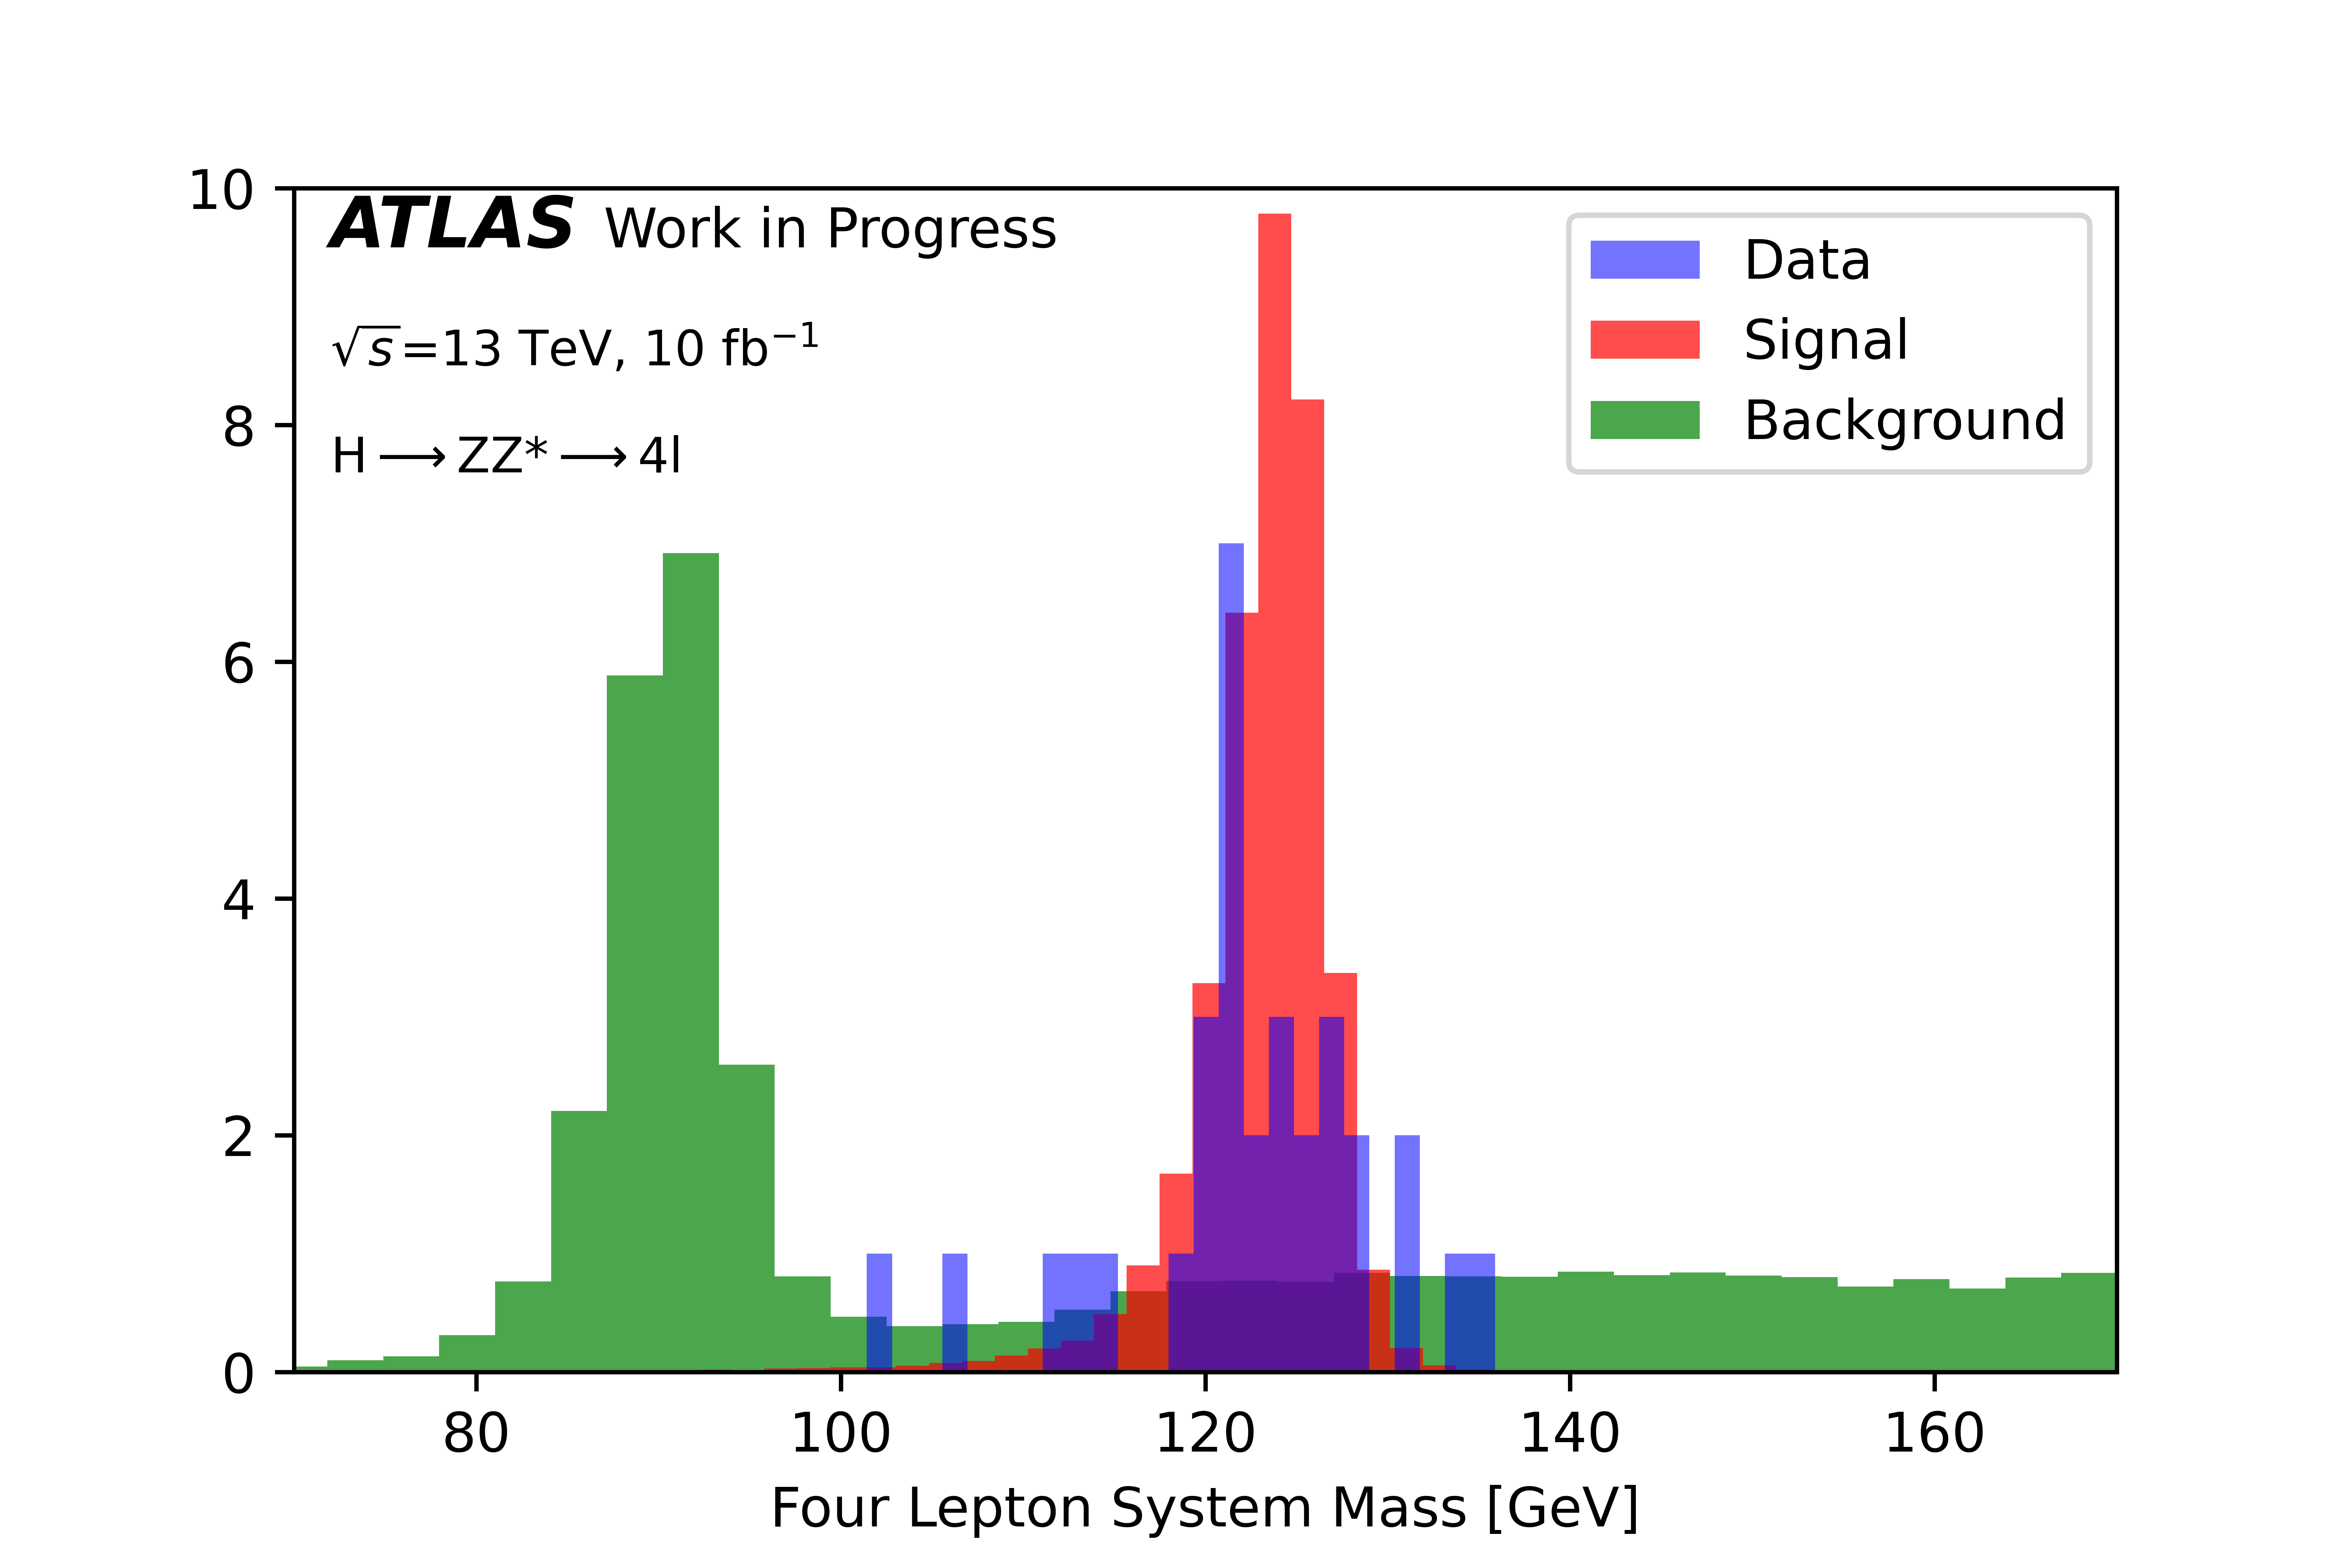 ATLAS Work in Progress
√s=13 TeV, 10 fb⁻¹
H⟶ZZ*⟶4l
Data
Signal
Background
10
8
6
4
2
0
80 100 120 140 160
Four Lepton System Mass [GeV]